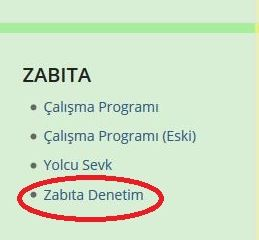 ZABITA
Çalışma Programı
Çalışma Programı (Eski)
Yolcu Sevk
Zabıta Denetim